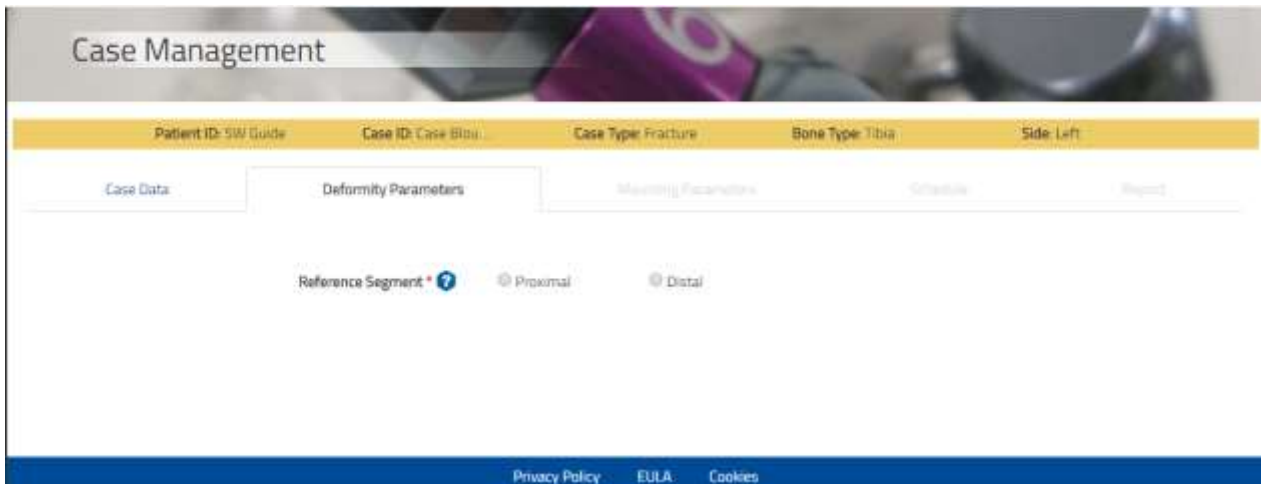 Case Management
6
Patient ID: SW Guide Case ID: Case Blou... Case Type: Fracture Bone Type: Tibia Side: Left
Case Data Deformity Parameters Mounting Parameters Schedule Report
Reference Segment * ? Proximal Distal
Privacy Policy EULA Cookies